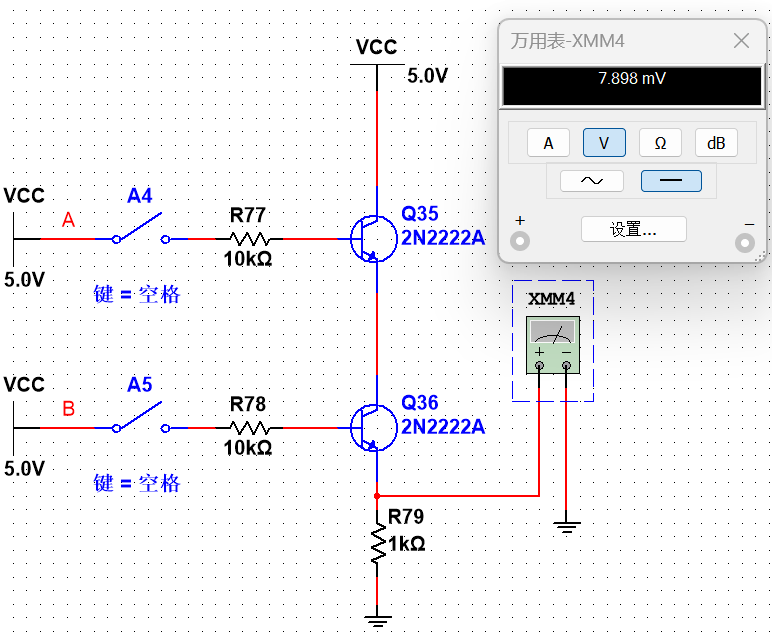 万用表-XMM4
7.898 mV
A
V
Ω
dB
+
设置...
−
VCC
5.0V
VCC
A
A4
R77
Q35
2N2222A
10kΩ
5.0V
键 = 空格
XMM4
+ −
VCC
B
A5
R78
Q36
2N2222A
10kΩ
5.0V
键 = 空格
R79
1kΩ